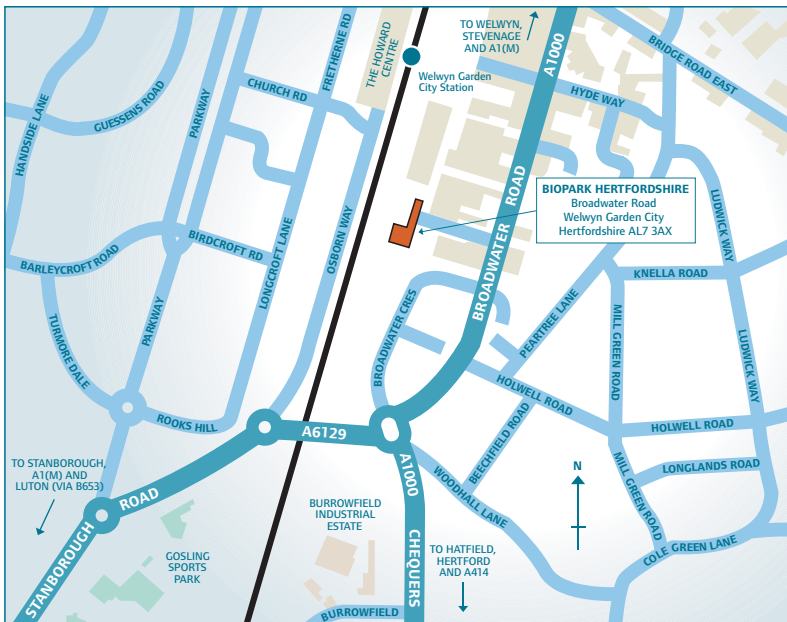 TO WELWYN,
STEVENAGE
AND A1(M)
A1000
BRIDGE ROAD EAST
FRETHERNE RD
THE HOWARD
CENTRE
Welwyn Garden
City Station
HYDE WAY
CHURCH RD
PARKWAY
GUESSENS ROAD
HANDSIDE LANE
BIOPARK HERTFORDSHIRE
Broadwater Road
Welwyn Garden City
Hertfordshire AL7 3AX
LUDWICK WAY
BROADWATER ROAD
OSBORN WAY
LONGCROFT LANE
BIRDCROFT RD
BARLEYCROFT ROAD
KNELLA ROAD
PEARTREE LANE
MILL GREEN ROAD
LUDWICK WAY
BROADWATER CRES
PARKWAY
TURMORE DALE
HOLWELL ROAD
HOLWELL ROAD
BEECHFIELD ROAD
ROOKS HILL
A6129
A1000
WOODHALL LANE
MILL GREEN ROAD
LONGLANDS ROAD
N
TO STANBOROUGH,
A1(M) AND
LUTON (VIA B653)
STANBOROUGH ROAD
BURROWFIELD
INDUSTRIAL
ESTATE
GOSLING
SPORTS
PARK
CHEQUERS
TO HATFIELD,
HERTFORD
AND A414
COLE GREEN LANE
BURROWFIELD